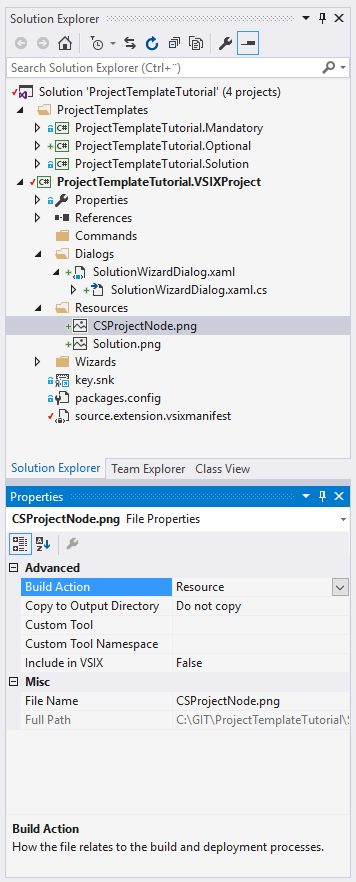 Solution Explorer
Search Solution Explorer (Ctrl+¨)
Solution 'ProjectTemplateTutorial' (4 projects)
ProjectTemplates
C# ProjectTemplateTutorial.Mandatory
C# ProjectTemplateTutorial.Optional
C# ProjectTemplateTutorial.Solution
C# ProjectTemplateTutorial.VSIXProject
Properties
References
Commands
Dialogs
SolutionWizardDialog.xaml
SolutionWizardDialog.xaml.cs
Resources
CSProjectNode.png
Solution.png
Wizards
key.snk
packages.config
source.extension.vsixmanifest
Solution Explorer Team Explorer Class View
Properties
CSProjectNode.png File Properties
Advanced
Build Action Resource
Copy to Output Directory Do not copy
Custom Tool
Custom Tool Namespace
Include in VSIX False
Misc
File Name CSProjectNode.png
Full Path C:\GIT\ProjectTemplateTutorial\
Build Action
How the file relates to the build and deployment processes.